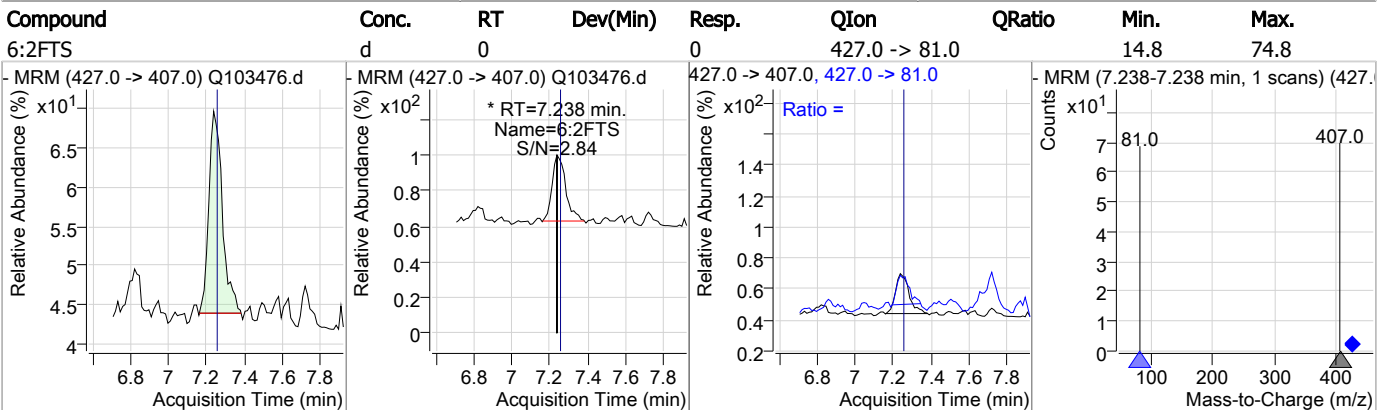 Compound Conc. RT Dev(Min) Resp. QIon QRatio Min. Max.
6:2FTS d 0 0 427.0 -> 81.0 14.8 74.8
- MRM (427.0 -> 407.0) Q103476.d
Relative Abundance (%)
x10¹
6.5
6
5.5
5
4.5
4
6.8 7 7.2 7.4 7.6 7.8
Acquisition Time (min)
- MRM (427.0 -> 407.0) Q103476.d
Relative Abundance (%)
x10²
* RT=7.238 min.
Name=6:2FTS
S/N=2.84
1
0.8
0.6
0.4
0.2
0
6.8 7 7.2 7.4 7.6 7.8
Acquisition Time (min)
427.0 -> 407.0, 427.0 -> 81.0
Relative Abundance (%)
x10²
Ratio =
1.4
1.2
1
0.8
0.6
0.4
0.2
6.8 7 7.2 7.4 7.6 7.8
Acquisition Time (min)
- MRM (7.238-7.238 min, 1 scans) (427.
Counts
x10¹
81.0 407.0
7
6
5
4
3
2
1
0
100 200 300 400
Mass-to-Charge (m/z)